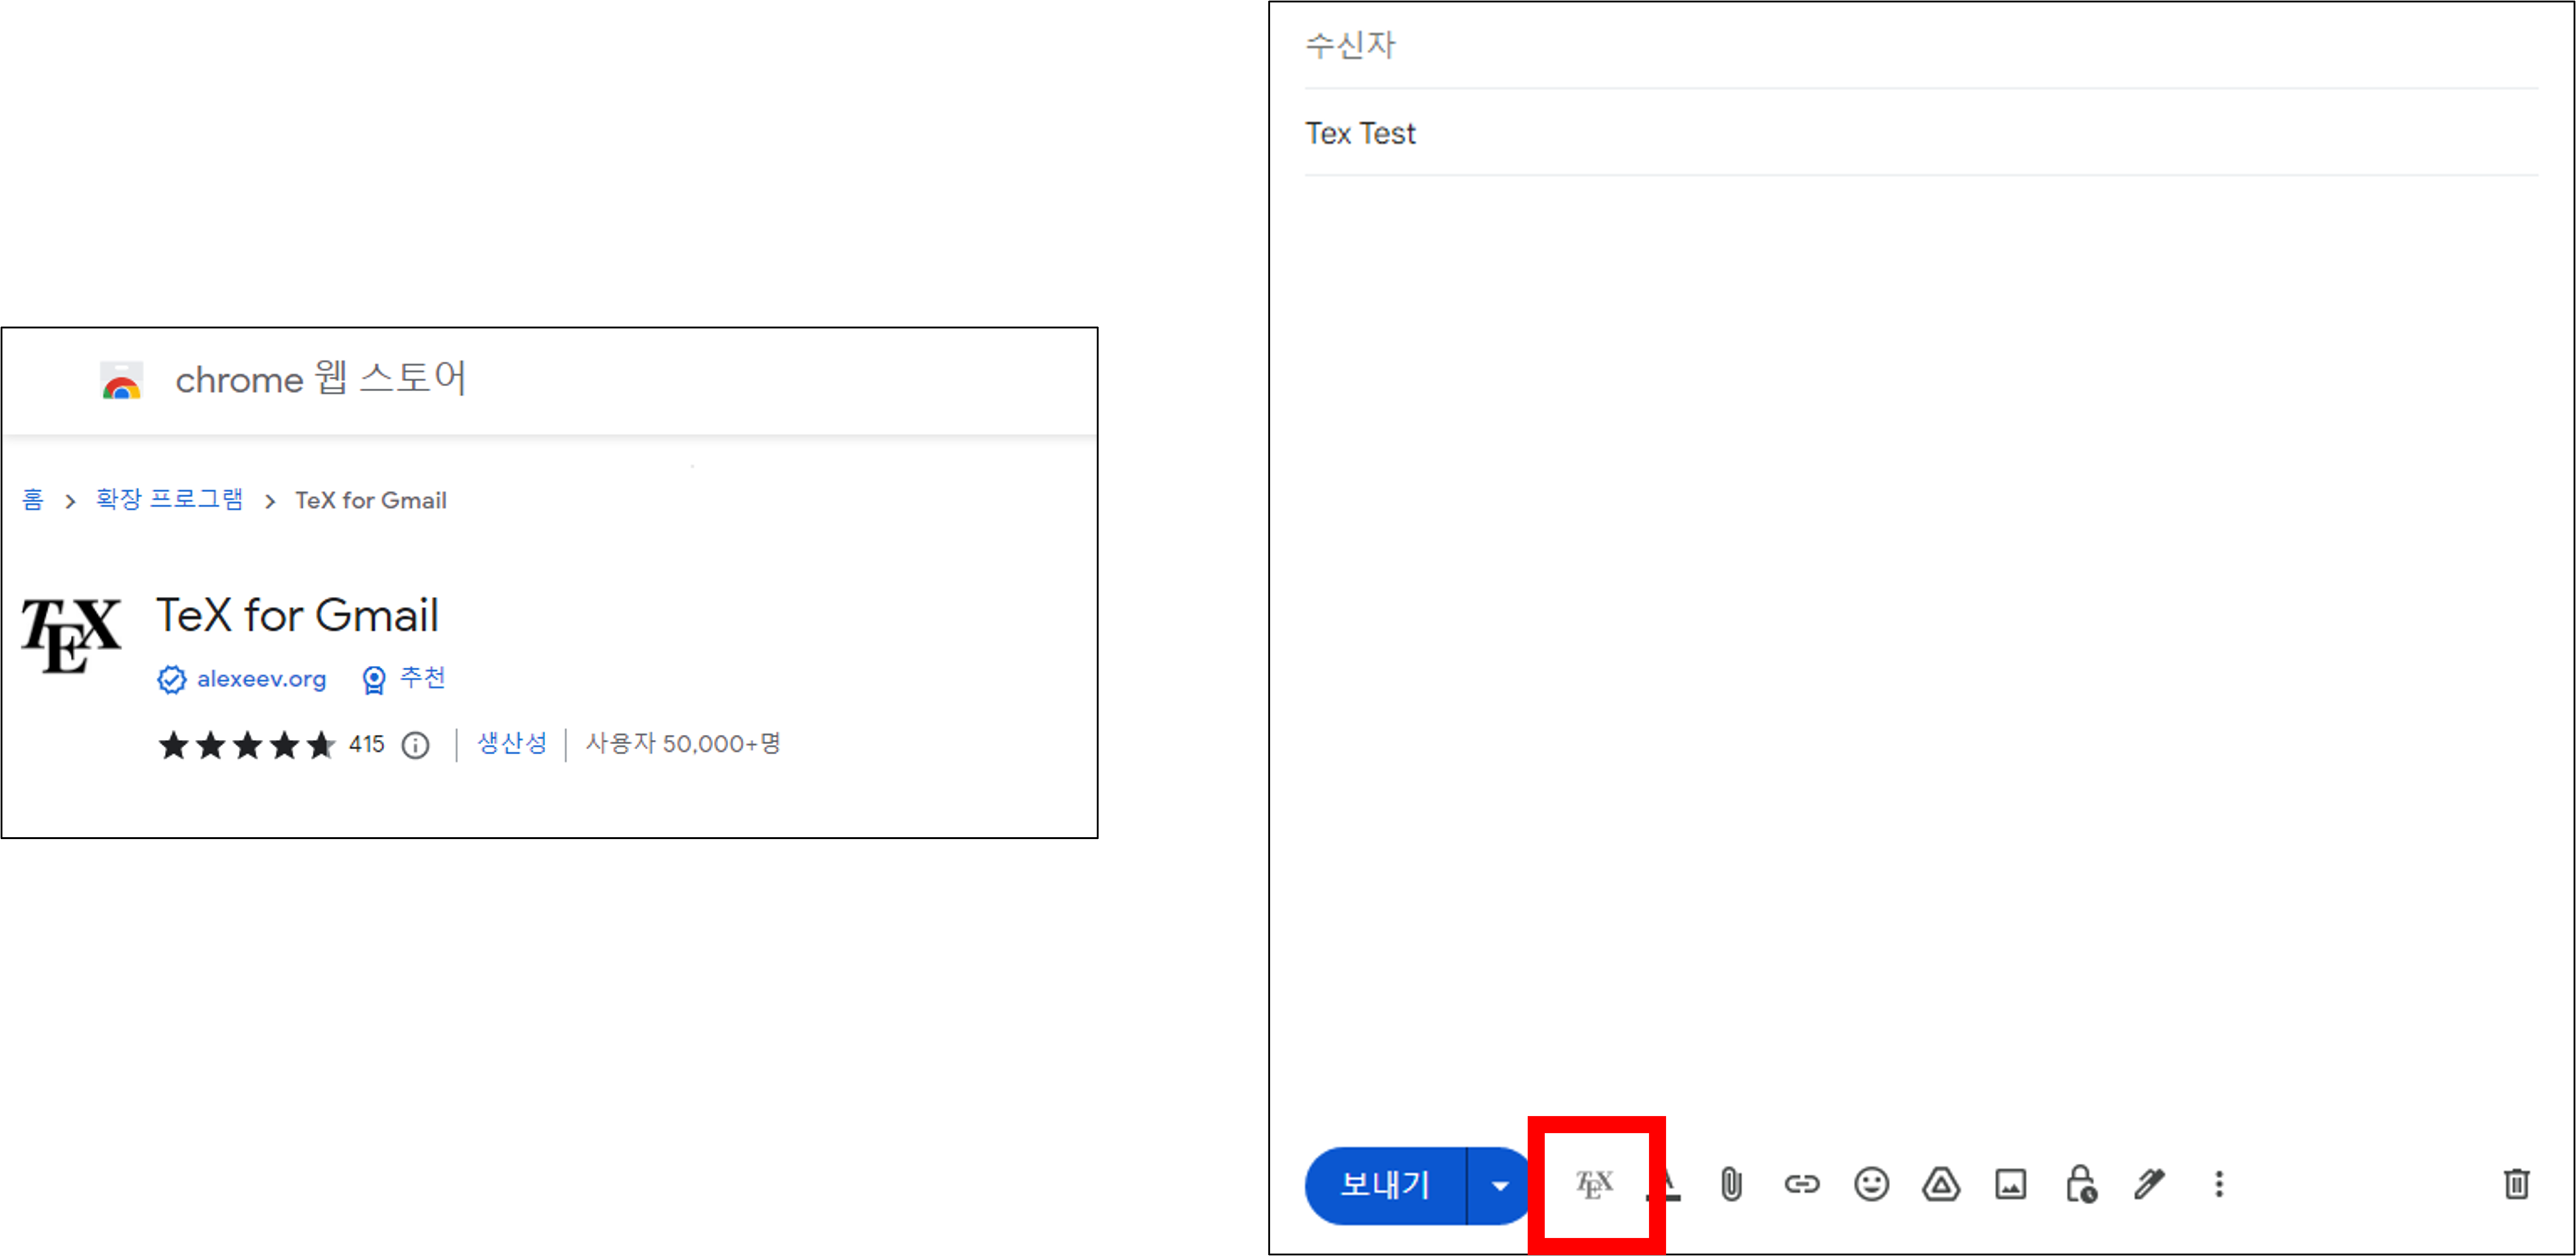 chrome 웹 스토어
홈 > 확장 프로그램 > TeX for Gmail
TEX
TeX for Gmail
alexeev.org 추천
415 생산성 사용자 50,000+명
수신자
Tex Test
보내기 TEX A